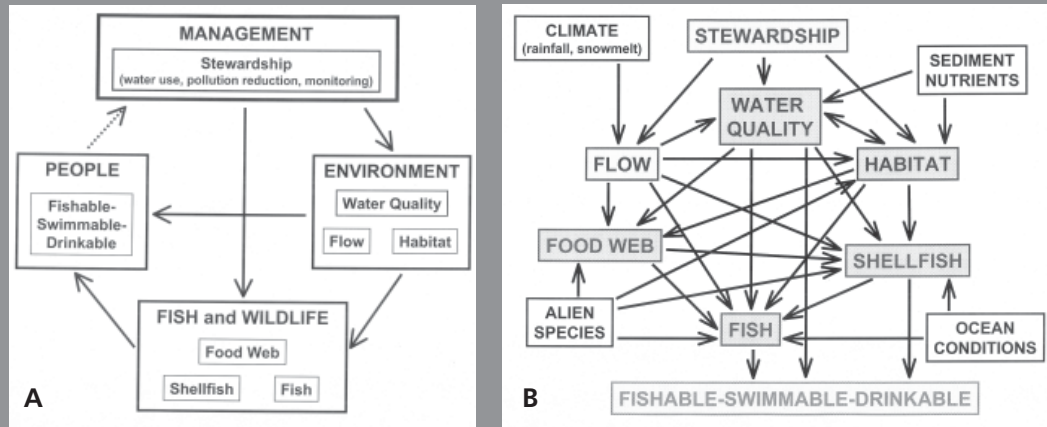 MANAGEMENT
Stewardship
(water use, pollution reduction, monitoring)
PEOPLE
Fishable-
Swimmable-
Drinkable
ENVIRONMENT
Water Quality
Flow
Habitat
FISH and WILDLIFE
Food Web
Shellfish
Fish
A
CLIMATE
(rainfall, snowmelt)
STEWARDSHIP
SEDIMENT
NUTRIENTS
WATER
QUALITY
FLOW
HABITAT
FOOD WEB
SHELLFISH
ALIEN
SPECIES
FISH
OCEAN
CONDITIONS
FISHABLE-SWIMMABLE-DRINKABLE
B